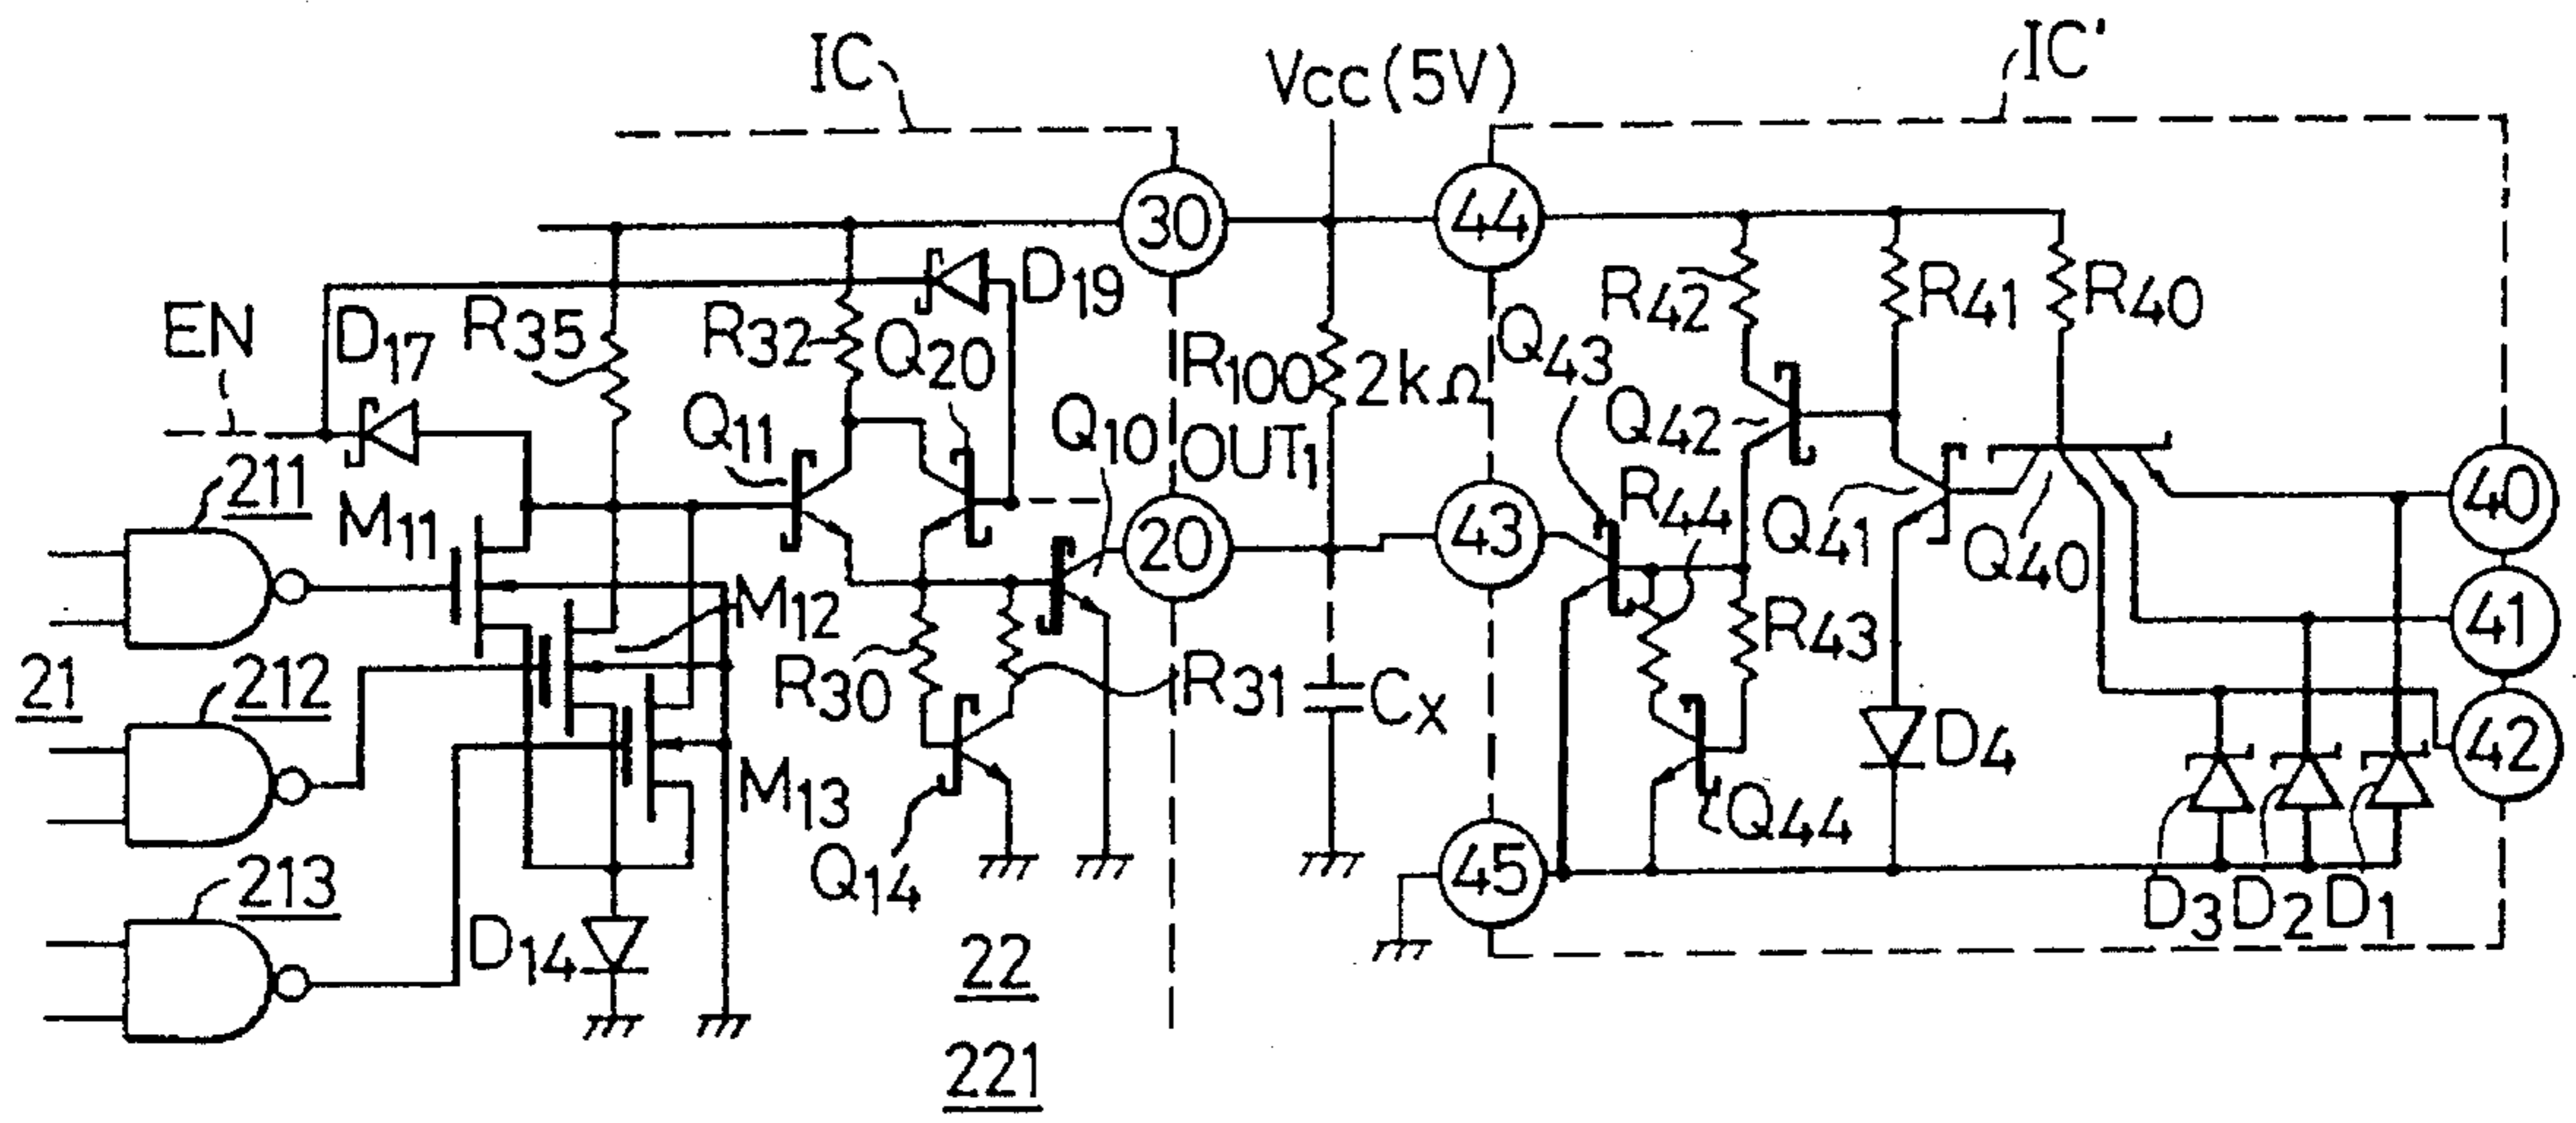 IC
Vcc(5V)
IC'
30
44
EN
D17
R35
R32
Q20
D19
R100
2kΩ
Q43
R42
R41
R40
Q11
Q10
OUT1
Q42
R44
211
M11
20
43
Q41
Q40
40
41
42
21
212
M12
R30
R31
Cx
R43
D4
M13
Q14
Q44
213
D14
45
D3
D2
D1
22
221